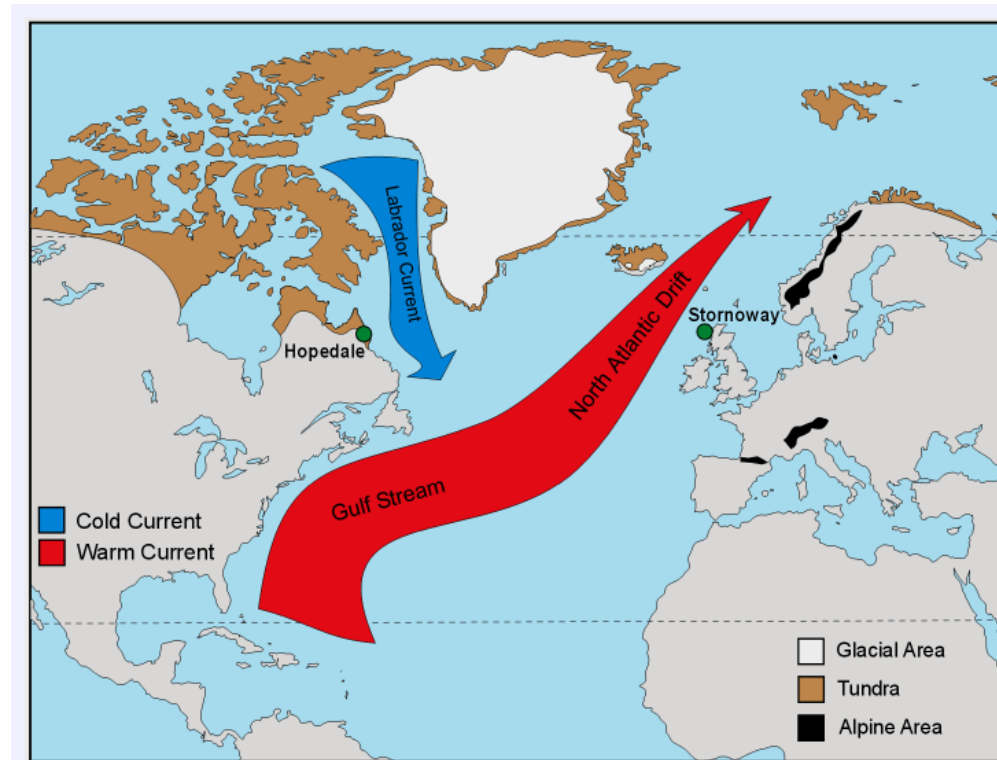 Labrador Current
Hopedale
Stornoway
North Atlantic Drift
Gulf Stream
Cold Current
Warm Current
Glacial Area
Tundra
Alpine Area